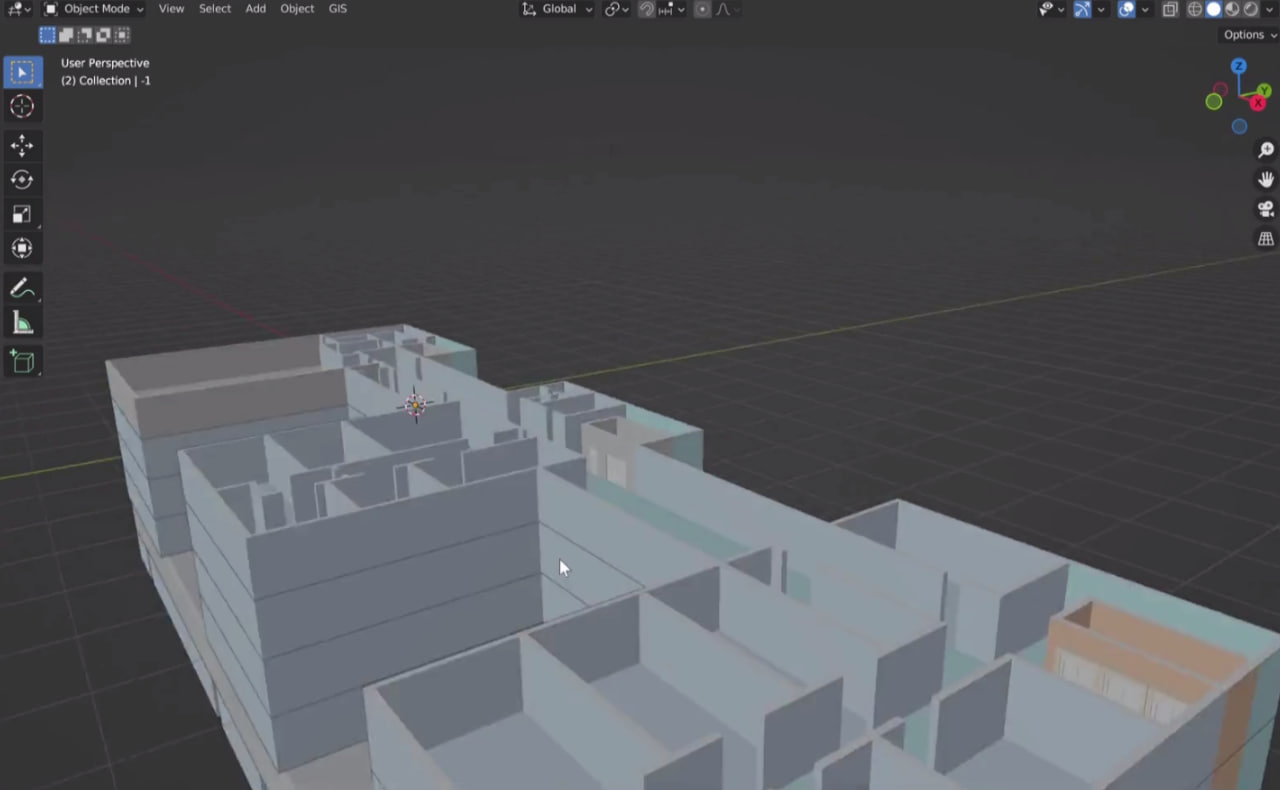 Object Mode View Select Add Object GIS Global
Options
User Perspective
(2) Collection | -1
Z
Y
X